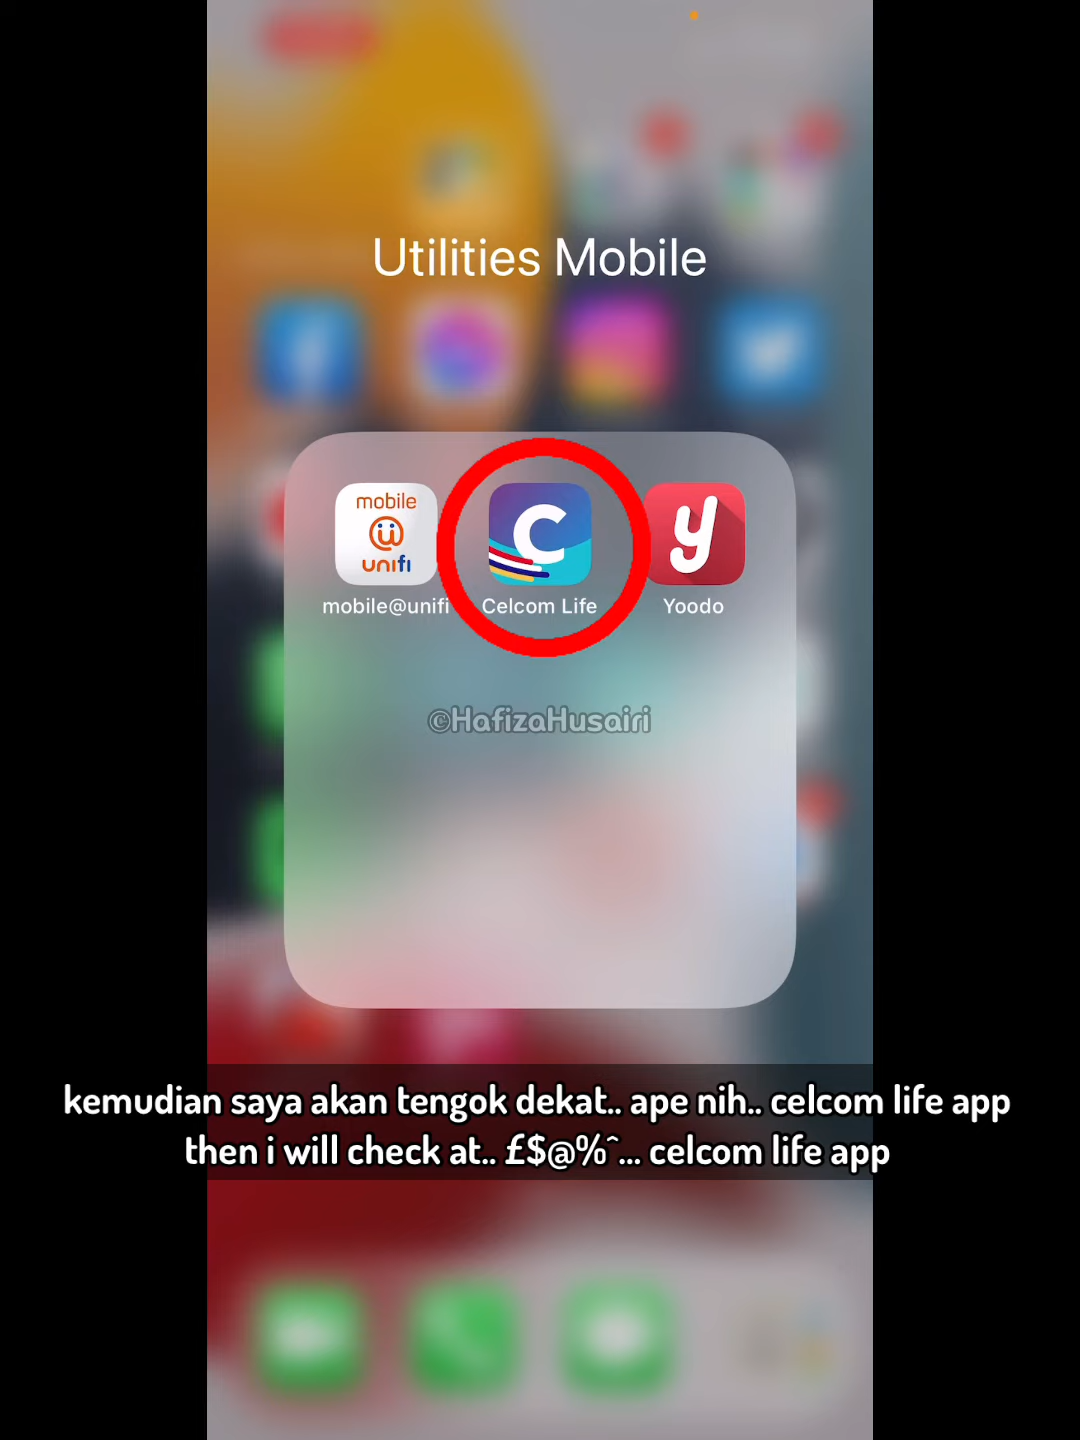 Utilities Mobile
mobile
@
unifi
C
y
mobile@unifi
Celcom Life
Yoodo
©HafizaHusairi
kemudian saya akan tengok dekat.. ape nih.. celcom life app
then i will check at.. £$@%^... celcom life app